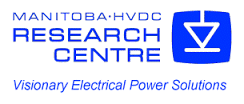 MANITOBA·HVDC
RESEARCH
CENTRE
Visionary Electrical Power Solutions